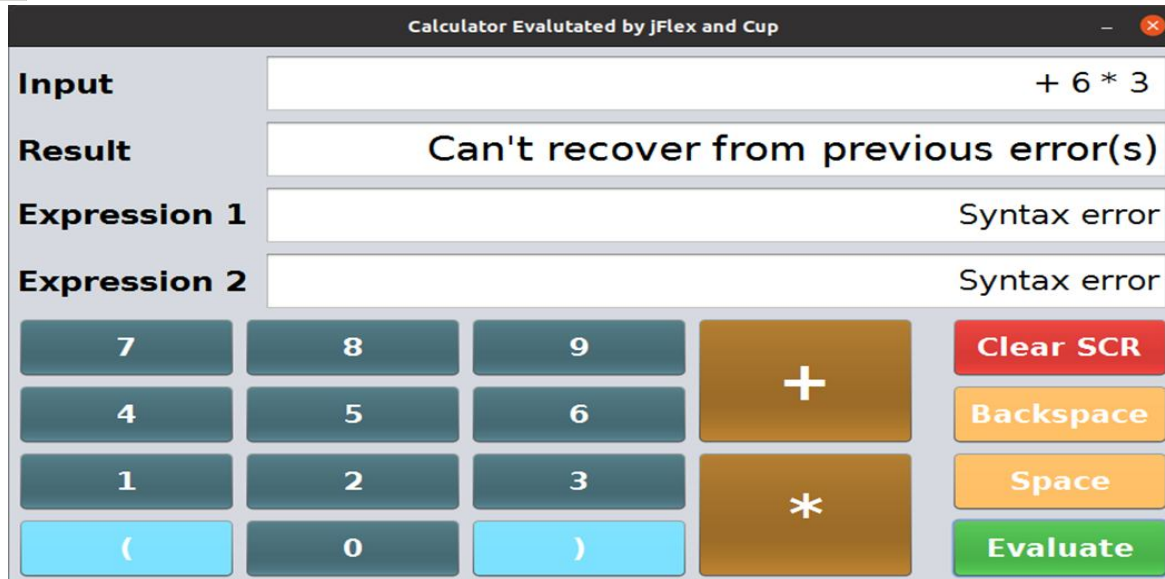 Calculator Evalutated by jFlex and Cup
Input + 6 * 3
Result Can't recover from previous error(s)
Expression 1 Syntax error
Expression 2 Syntax error
7 8 9 + Clear SCR
4 5 6 Backspace
1 2 3 * Space
( 0 ) Evaluate